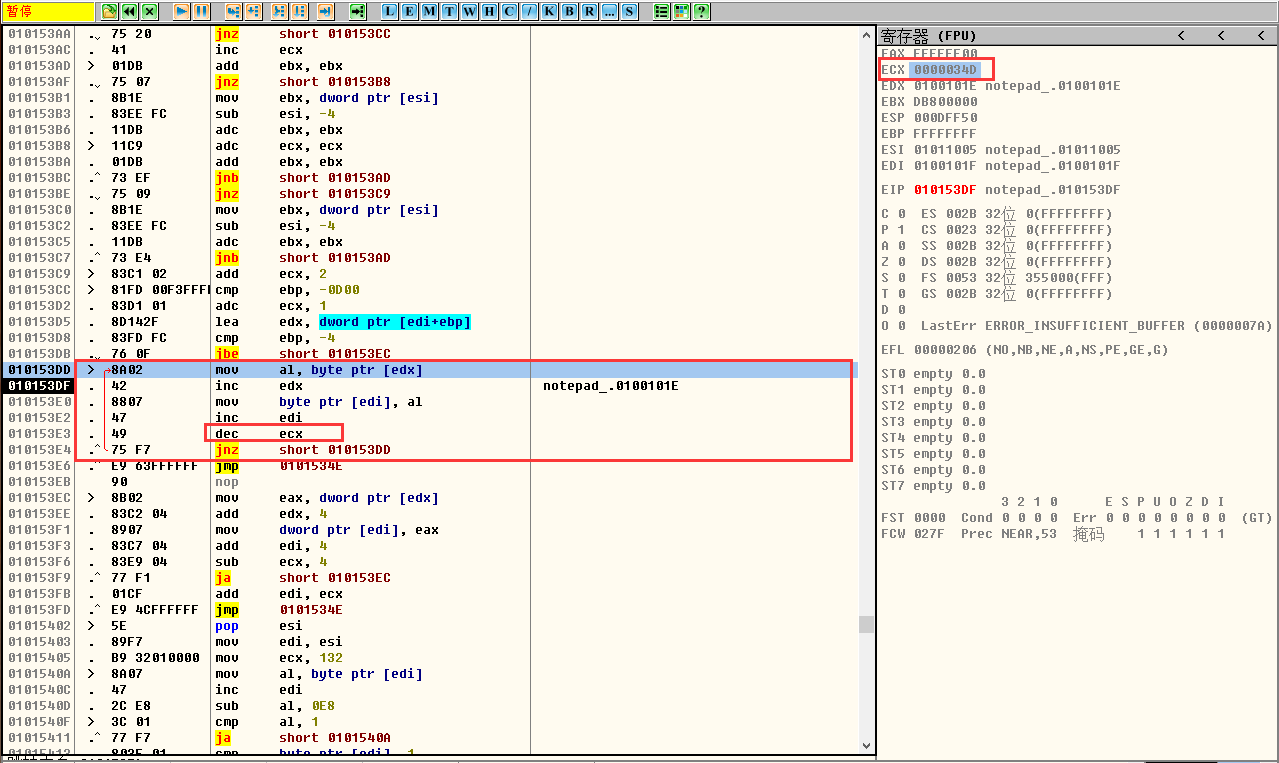 暂停
L E M T W H C / K B R ... S
010153AA .ˬ 75 20 jnz short 010153CC
010153AC . 41 inc ecx
010153AD > 01DB add ebx, ebx
010153AF .ˬ 75 07 jnz short 010153B8
010153B1 . 8B1E mov ebx, dword ptr [esi]
010153B3 . 83EE FC sub esi, -4
010153B6 . 11DB adc ebx, ebx
010153B8 > 11C9 adc ecx, ecx
010153BA . 01DB add ebx, ebx
010153BC .^ 73 EF jnb short 010153AD
010153BE .ˬ 75 09 jnz short 010153C9
010153C0 . 8B1E mov ebx, dword ptr [esi]
010153C2 . 83EE FC sub esi, -4
010153C5 . 11DB adc ebx, ebx
010153C7 .^ 73 E4 jnb short 010153AD
010153C9 > 83C1 02 add ecx, 2
010153CC > 81FD 00F3FFFF cmp ebp, -0D00
010153D2 . 83D1 01 adc ecx, 1
010153D5 . 8D142F lea edx, dword ptr [edi+ebp]
010153D8 . 83FD FC cmp ebp, -4
010153DB .ˬ 76 0F jbe short 010153EC
010153DD > 8A02 mov al, byte ptr [edx]
010153DF . 42 inc edx notepad_.0100101E
010153E0 . 8807 mov byte ptr [edi], al
010153E2 . 47 inc edi
010153E3 . 49 dec ecx
010153E4 .^ 75 F7 jnz short 010153DD
010153E6 .^ E9 63FFFFFF jmp 0101534E
010153EB 90 nop
010153EC > 8B02 mov eax, dword ptr [edx]
010153EE . 83C2 04 add edx, 4
010153F1 . 8907 mov dword ptr [edi], eax
010153F3 . 83C7 04 add edi, 4
010153F6 . 83E9 04 sub ecx, 4
010153F9 .^ 77 F1 ja short 010153EC
010153FB . 01CF add edi, ecx
010153FD .^ E9 4CFFFFFF jmp 0101534E
01015402 > 5E pop esi
01015403 . 89F7 mov edi, esi
01015405 . B9 32010000 mov ecx, 132
0101540A > 8A07 mov al, byte ptr [edi]
0101540C . 47 inc edi
0101540D . 2C E8 sub al, 0E8
0101540F > 3C 01 cmp al, 1
01015411 .^ 77 F7 ja short 0101540A
01015413 . 803F 01 cmp byte ptr [edi], 1
寄存器 (FPU) < < <
EAX FFFFFF00
ECX 0000034D
EDX 0100101E notepad_.0100101E
EBX DB800000
ESP 000DFF50
EBP FFFFFFFF
ESI 01011005 notepad_.01011005
EDI 0100101F notepad_.0100101F
EIP 010153DF notepad_.010153DF
C 0 ES 002B 32位 0(FFFFFFFF)
P 1 CS 0023 32位 0(FFFFFFFF)
A 0 SS 002B 32位 0(FFFFFFFF)
Z 0 DS 002B 32位 0(FFFFFFFF)
S 0 FS 0053 32位 355000(FFF)
T 0 GS 002B 32位 0(FFFFFFFF)
D 0
O 0 LastErr ERROR_INSUFFICIENT_BUFFER (0000007A)
EFL 00000206 (NO,NB,NE,A,NS,PE,GE,G)
ST0 empty 0.0
ST1 empty 0.0
ST2 empty 0.0
ST3 empty 0.0
ST4 empty 0.0
ST5 empty 0.0
ST6 empty 0.0
ST7 empty 0.0
3 2 1 0 E S P U O Z D I
FST 0000 Cond 0 0 0 0 Err 0 0 0 0 0 0 0 0 (GT)
FCW 027F Prec NEAR,53 掩码 1 1 1 1 1 1